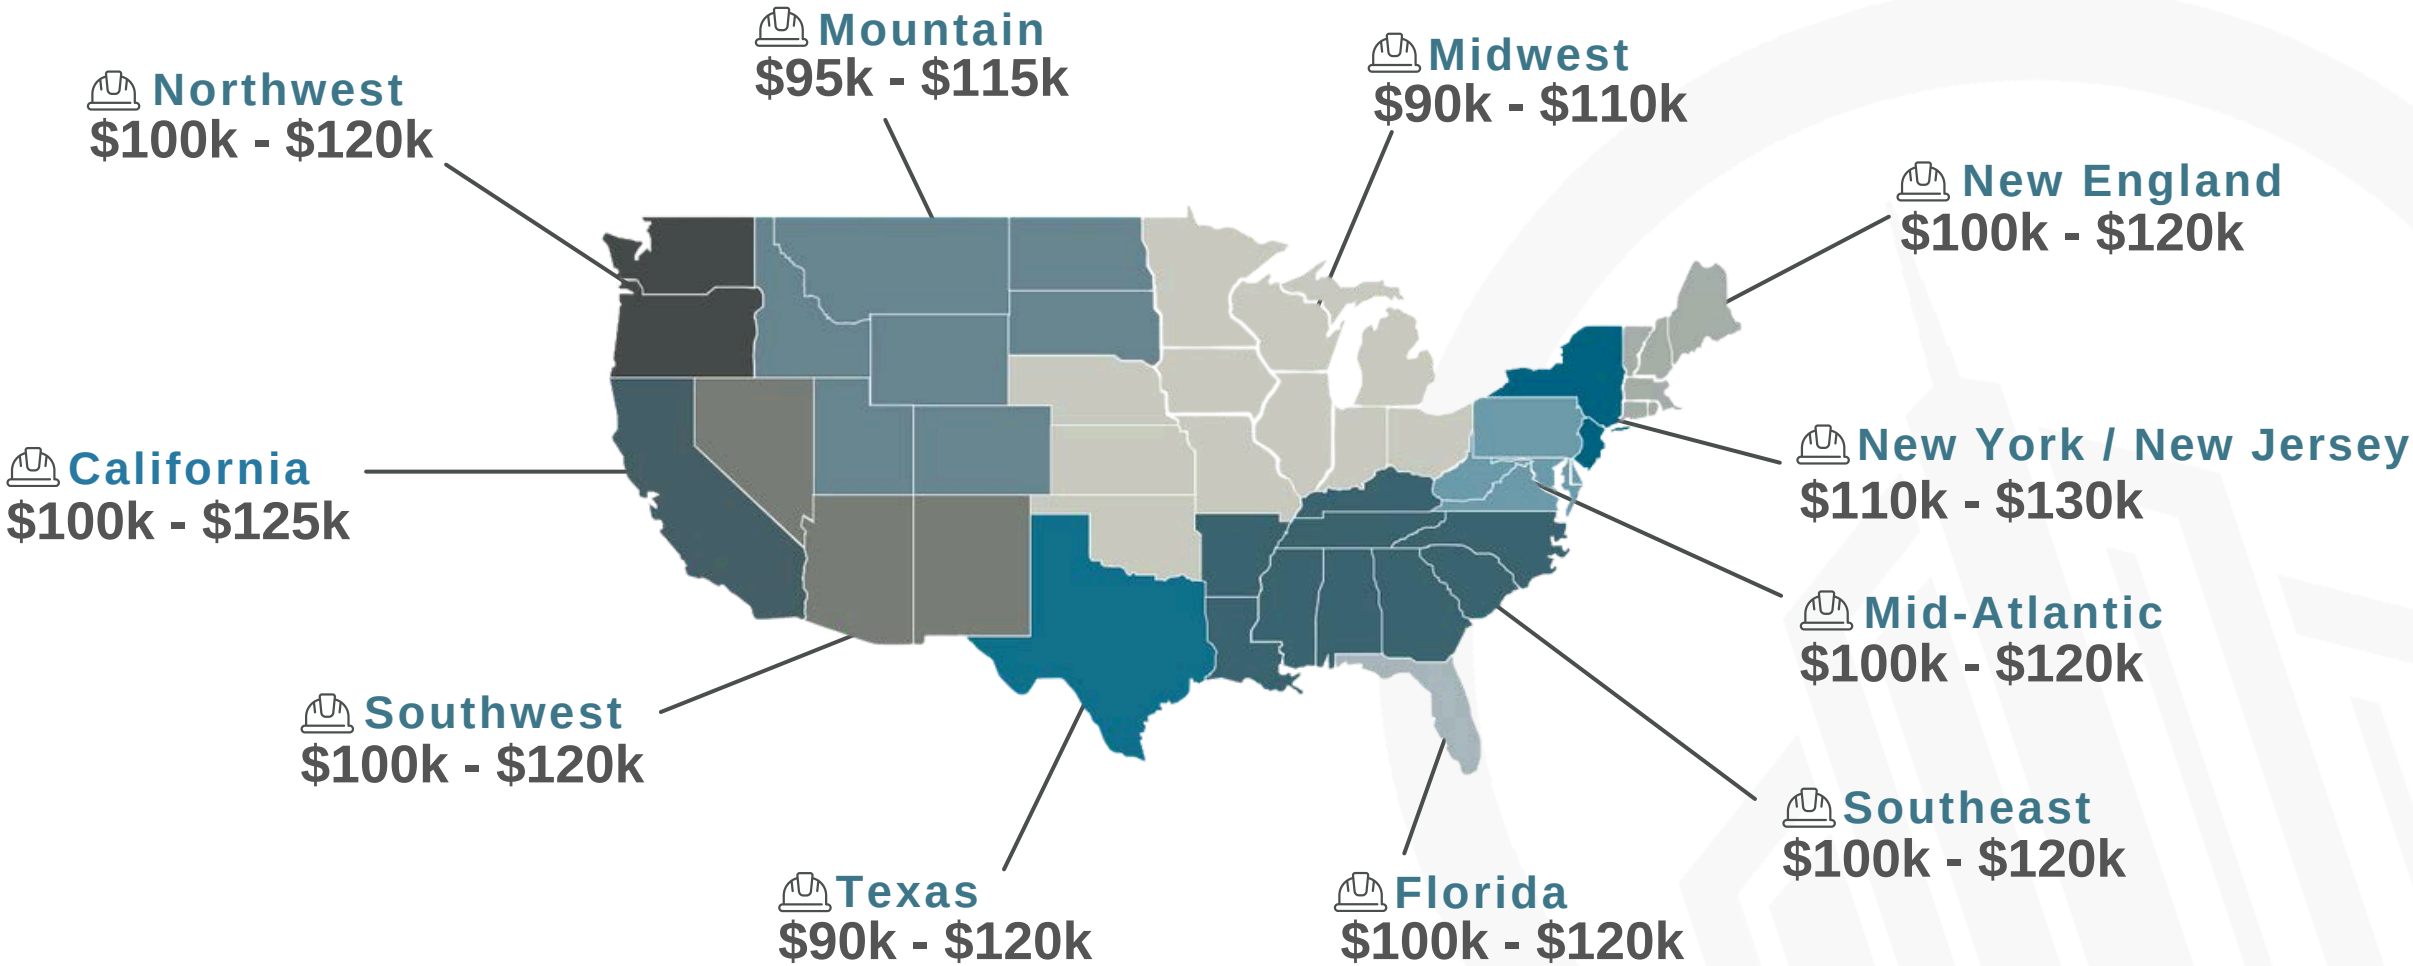 Mountain
$95k - $115k
Midwest
$90k - $110k
Northwest
$100k - $120k
New England
$100k - $120k
California
$100k - $125k
New York / New Jersey
$110k - $130k
Mid-Atlantic
$100k - $120k
Southwest
$100k - $120k
Southeast
$100k - $120k
Texas
$90k - $120k
Florida
$100k - $120k